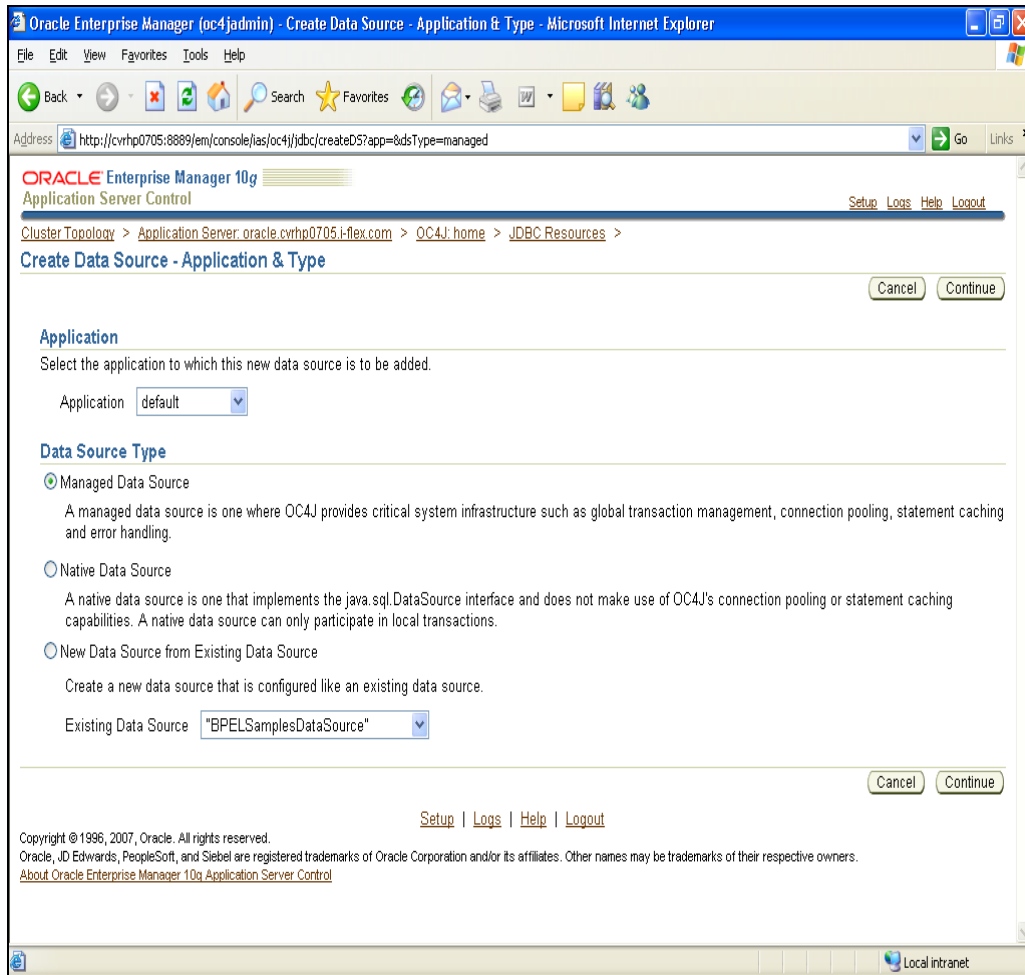 Oracle Enterprise Manager (oc4jadmin) - Create Data Source - Application & Type - Microsoft Internet Explorer
File Edit View Favorites Tools Help
Back Search Favorites
Address http://cvrhp0705:8889/em/console/ias/oc4j/jdbc/createDS?app=&dsType=managed Go Links
ORACLE Enterprise Manager 10g
Application Server Control
Setup Logs Help Logout
Cluster Topology > Application Server: oracle.cvrhp0705.i-flex.com > OC4J: home > JDBC Resources >
Create Data Source - Application & Type
Cancel Continue
Application
Select the application to which this new data source is to be added.
Application default
Data Source Type
Managed Data Source
A managed data source is one where OC4J provides critical system infrastructure such as global transaction management, connection pooling, statement caching
and error handling.
Native Data Source
A native data source is one that implements the java.sql.DataSource interface and does not make use of OC4J's connection pooling or statement caching
capabilities. A native data source can only participate in local transactions.
New Data Source from Existing Data Source
Create a new data source that is configured like an existing data source.
Existing Data Source "BPELSamplesDataSource"
Cancel Continue
Setup | Logs | Help | Logout
Copyright © 1996, 2007, Oracle. All rights reserved.
Oracle, JD Edwards, PeopleSoft, and Siebel are registered trademarks of Oracle Corporation and/or its affiliates. Other names may be trademarks of their respective owners.
About Oracle Enterprise Manager 10g Application Server Control
Local intranet